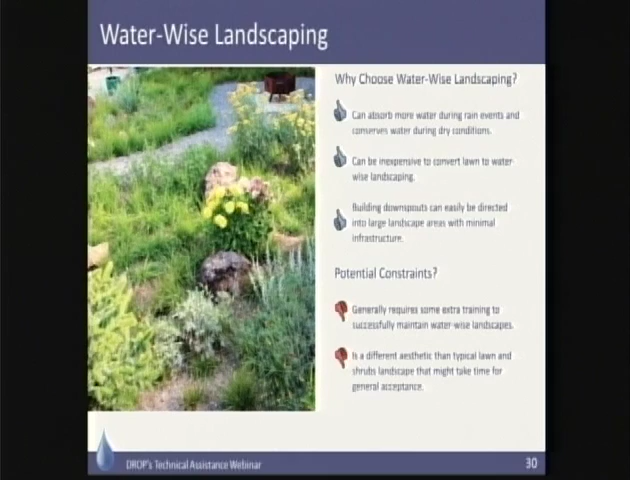 Water-Wise Landscaping
Why Choose Water-Wise Landscaping?
Can absorb more water during rain events and
conserves water during dry conditions.
Can be inexpensive to convert lawn to water-
wise landscaping.
Building downspouts can easily be directed
into large landscape areas with minimal
infrastructure.
Potential Constraints?
Generally requires some extra training to
successfully maintain water-wise landscapes.
Is a different aesthetic than typical lawn and
shrubs landscape that might take time for
general acceptance.
DROP's Technical Assistance Webinar
30